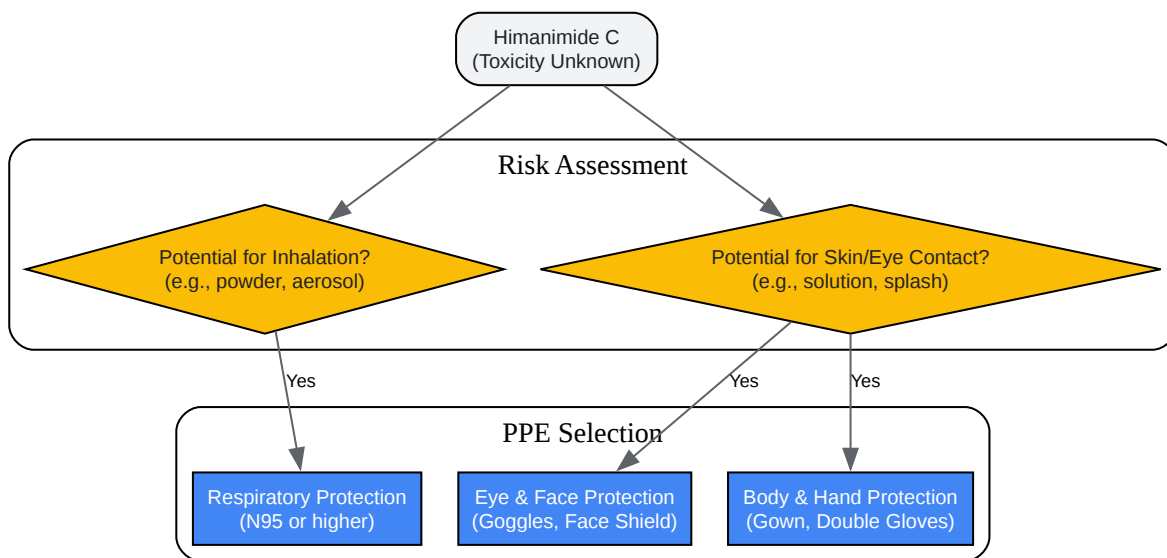 Himanimide C
(Toxicity Unknown)
Risk Assessment
Potential for Inhalation?
(e.g., powder, aerosol)
Potential for Skin/Eye Contact?
(e.g., solution, splash)
Yes
Yes
Yes
PPE Selection
Respiratory Protection
(N95 or higher)
Eye & Face Protection
(Goggles, Face Shield)
Body & Hand Protection
(Gown, Double Gloves)